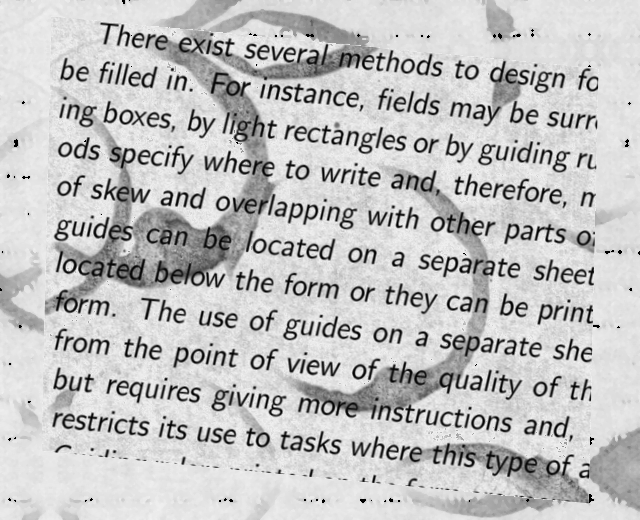 There exist several methods to design fo
be filled in. For instance, fields may be surr
ing boxes, by light rectangles or by guiding ru
ods specify where to write and, therefore, m
of skew and overlapping with other parts of
guides can be located on a separate sheet
located below the form or they can be print
form. The use of guides on a separate she
from the point of view of the quality of th
but requires giving more instructions and,
restricts its use to tasks where this type of a